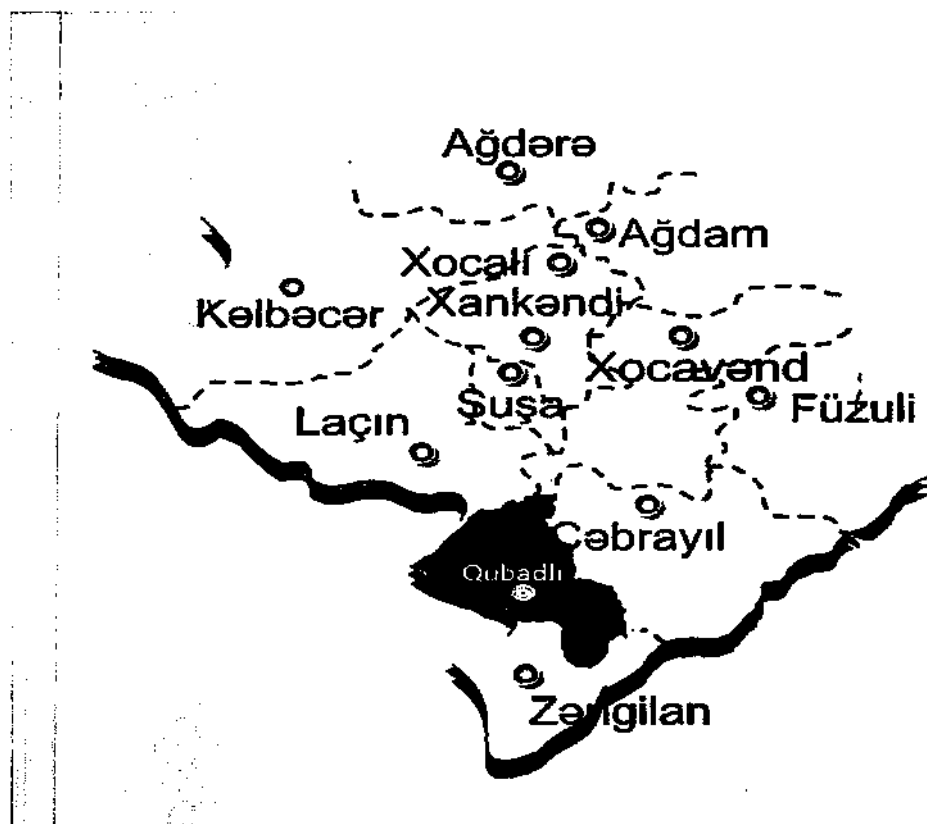 Ağdərə
Ağdam
Xocalı
Xankəndi
Kəlbəcər
Xocavənd
Şuşa
Füzuli
Laçın
Cəbrayıl
Qubadlı
Zəngilan